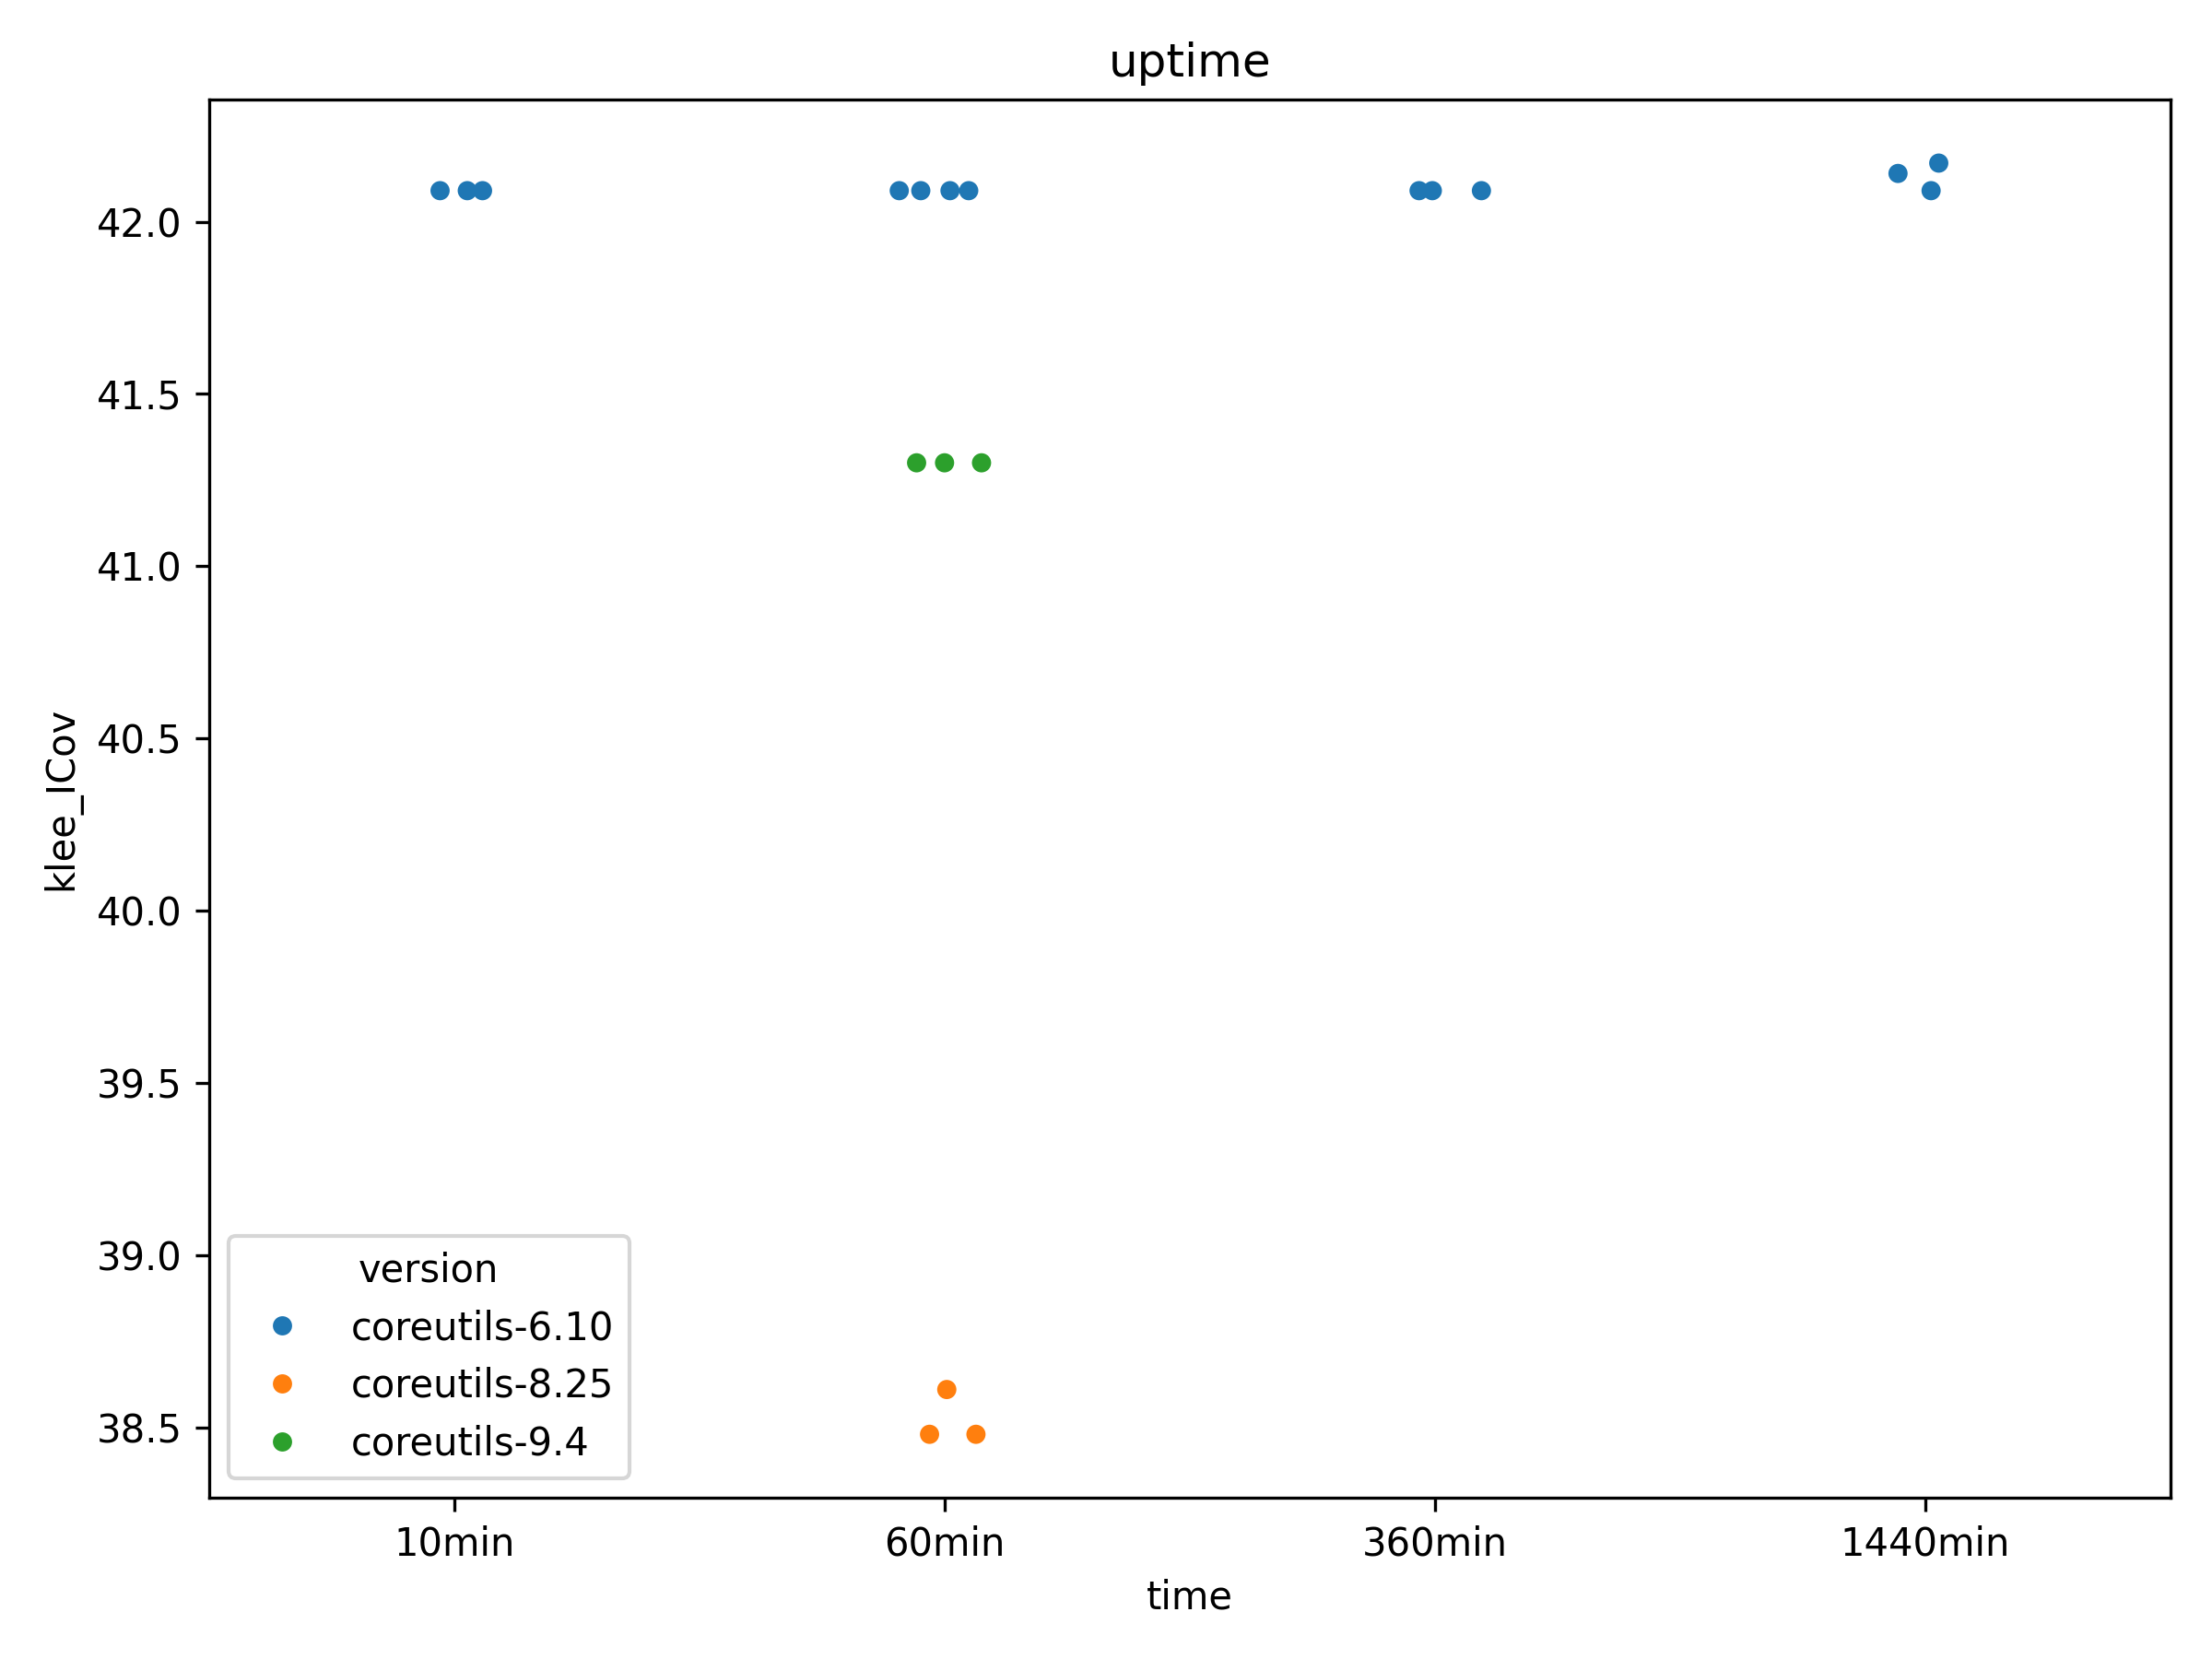 uptime
klee_ICov
42.0
41.5
41.0
40.5
40.0
39.5
39.0
38.5
version
coreutils-6.10
coreutils-8.25
coreutils-9.4
10min 60min 360min 1440min
time